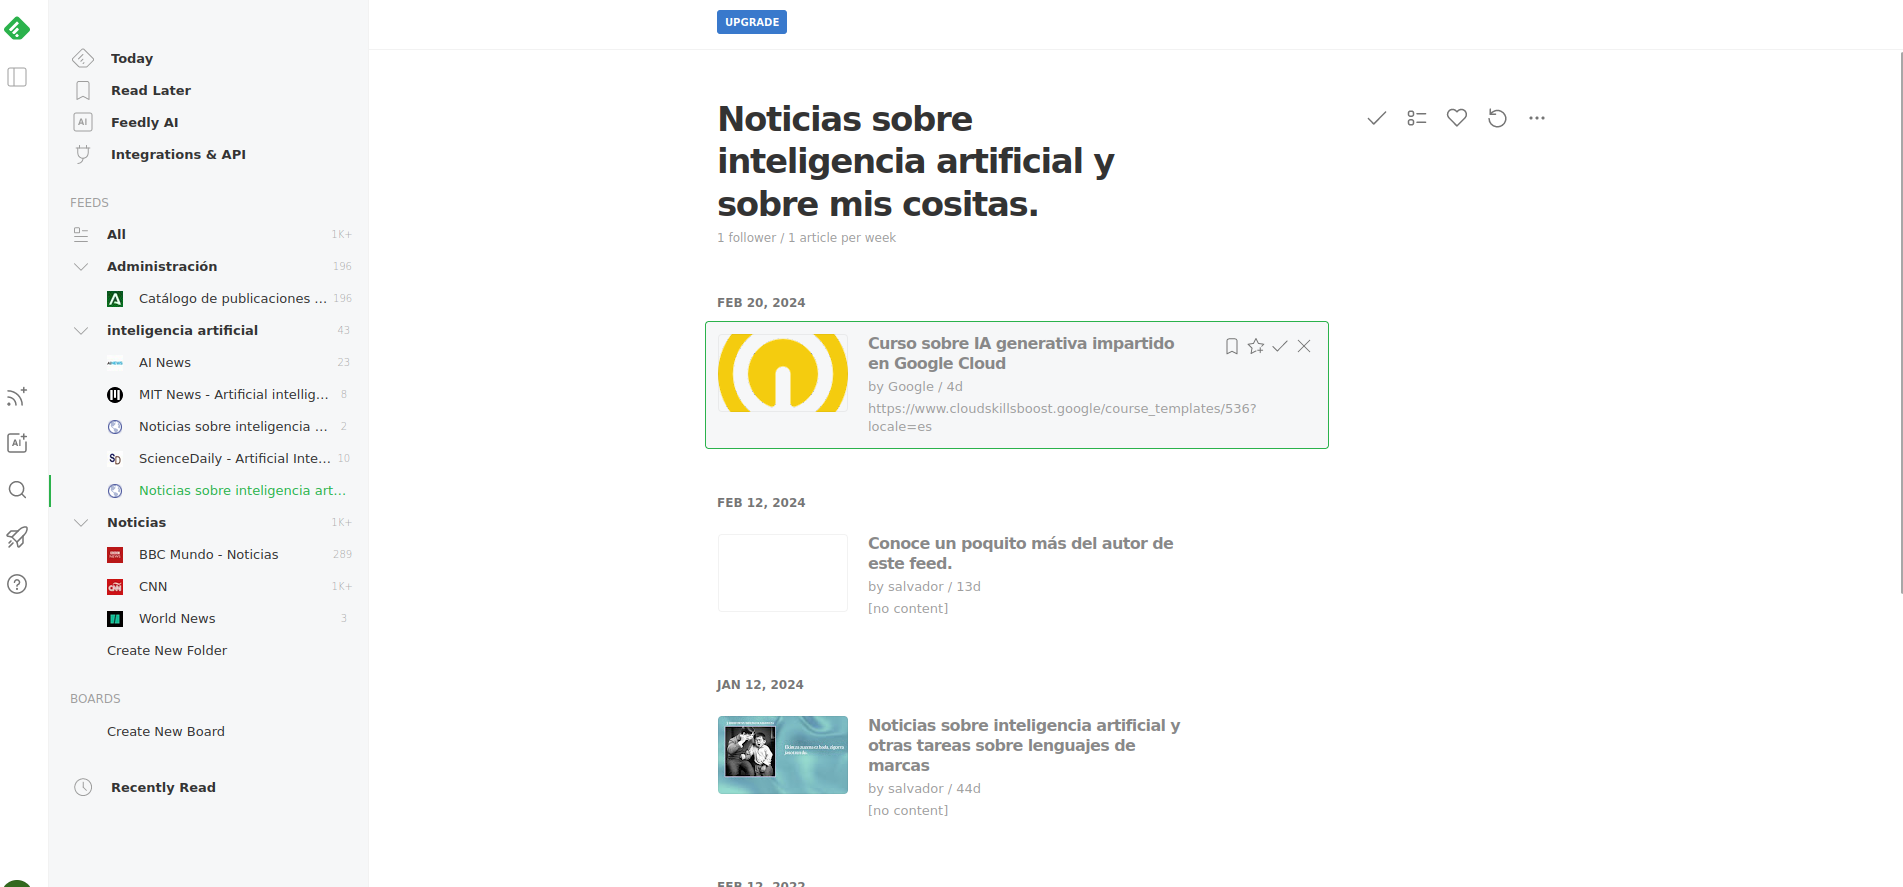 UPGRADE
Today
Read Later
AI
Feedly AI
Integrations & API
FEEDS
All 1K+
Administración 196
Catálogo de publicaciones ... 196
inteligencia artificial 43
AI News 23
MIT News - Artificial intellig... 8
Noticias sobre inteligencia ... 2
ScienceDaily - Artificial Inte... 10
Noticias sobre inteligencia art...
Noticias 1K+
BBC Mundo - Noticias 289
CNN 1K+
World News 3
Create New Folder
BOARDS
Create New Board
Recently Read
AI
Noticias sobre
inteligencia artificial y
sobre mis cositas.
1 follower / 1 article per week
FEB 20, 2024
Curso sobre IA generativa impartido
en Google Cloud
by Google / 4d
https://www.cloudskillsboost.google/course_templates/536?
locale=es
FEB 12, 2024
Conoce un poquito más del autor de
este feed.
by salvador / 13d
[no content]
JAN 12, 2024
Noticias sobre inteligencia artificial y
otras tareas sobre lenguajes de
marcas
by salvador / 44d
[no content]
FEB 12, 2022